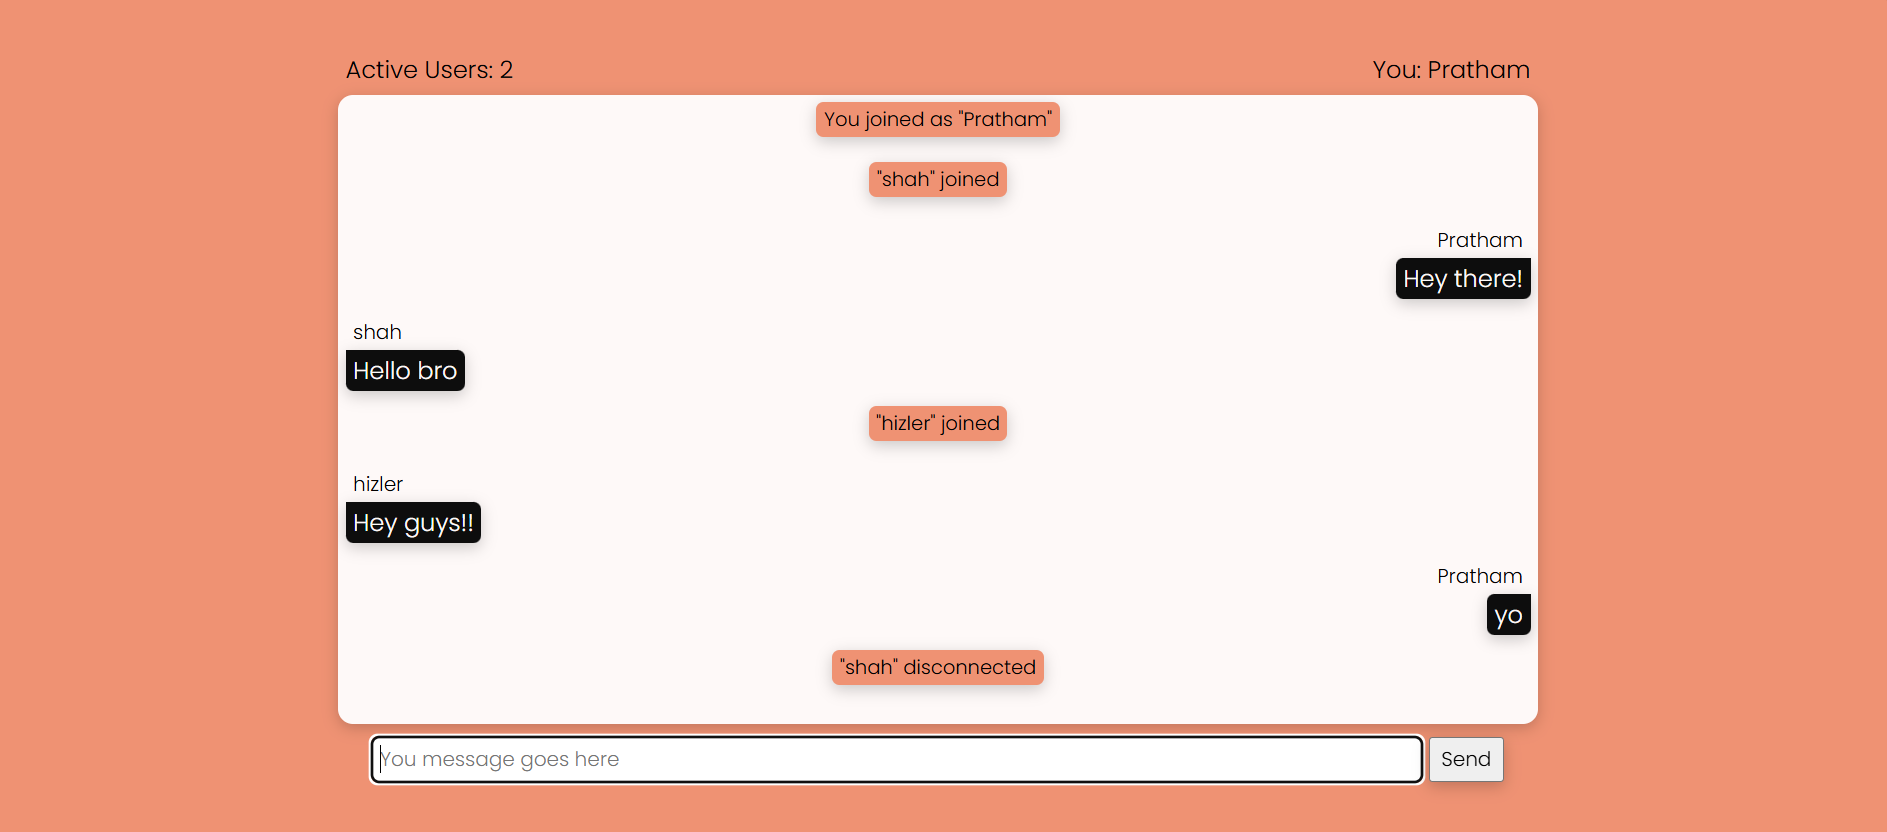 Active Users: 2
You: Pratham
You joined as "Pratham"
"shah" joined
Pratham
Hey there!
shah
Hello bro
"hizler" joined
hizler
Hey guys!!
Pratham
yo
"shah" disconnected
You message goes here
Send